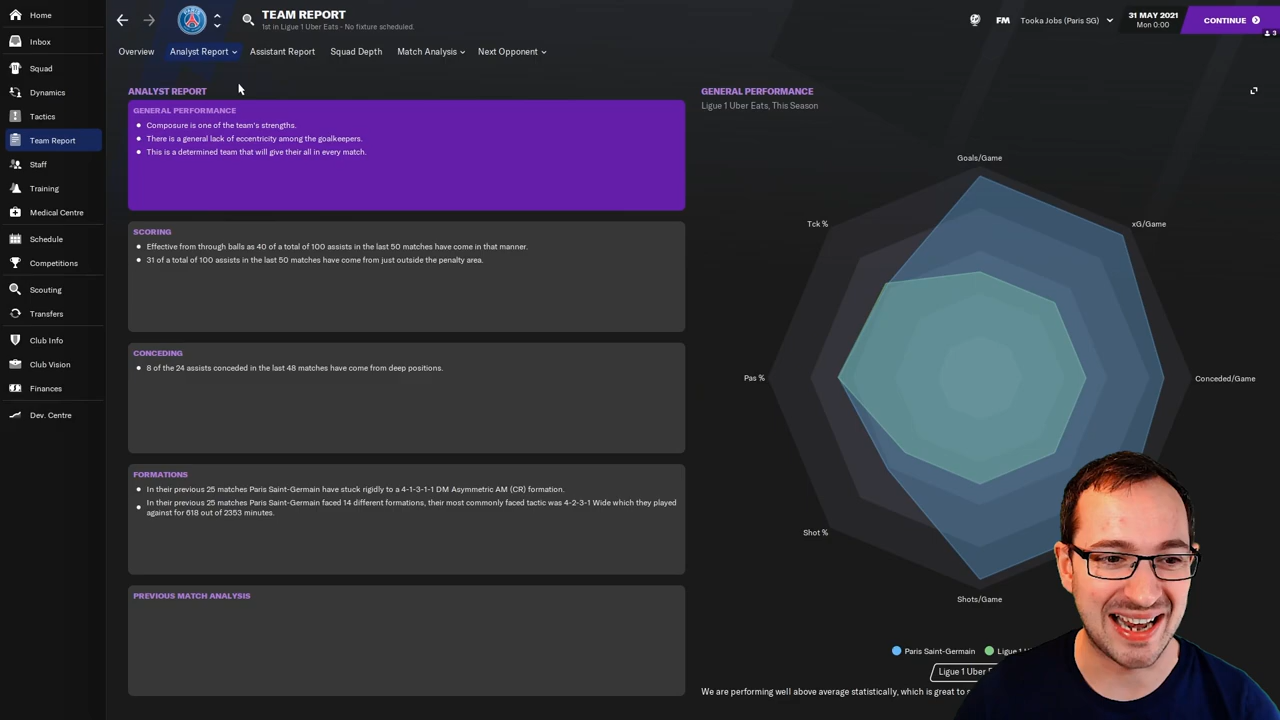 TEAM REPORT
1st in Ligue 1 Uber Eats - No fixture scheduled.
FM
Tooka Jobs (Paris SG)
31 MAY 2021
Mon 0:00
CONTINUE
3
Home
Inbox
Squad
Dynamics
Tactics
Team Report
Staff
Training
Medical Centre
Schedule
Competitions
Scouting
Transfers
Club Info
Club Vision
Finances
Dev. Centre
Overview
Analyst Report
Assistant Report
Squad Depth
Match Analysis
Next Opponent
ANALYST REPORT
GENERAL PERFORMANCE
Composure is one of the team's strengths.
There is a general lack of eccentricity among the goalkeepers.
This is a determined team that will give their all in every match.
SCORING
Effective from through balls as 40 of a total of 100 assists in the last 50 matches have come in that manner.
31 of a total of 100 assists in the last 50 matches have come from just outside the penalty area.
CONCEDING
8 of the 24 assists conceded in the last 48 matches have come from deep positions.
FORMATIONS
In their previous 25 matches Paris Saint-Germain have stuck rigidly to a 4-1-3-1-1 DM Asymmetric AM (CR) formation.
In their previous 25 matches Paris Saint-Germain faced 14 different formations, their most commonly faced tactic was 4-2-3-1 Wide which they played
against for 618 out of 2353 minutes.
PREVIOUS MATCH ANALYSIS
GENERAL PERFORMANCE
Ligue 1 Uber Eats, This Season
Goals/Game
Tck %
xG/Game
Pas %
Conceded/Game
Shot %
Shots/Game
Paris Saint-Germain
Ligue 1
Ligue 1 Uber
We are performing well above average statistically, which is great to